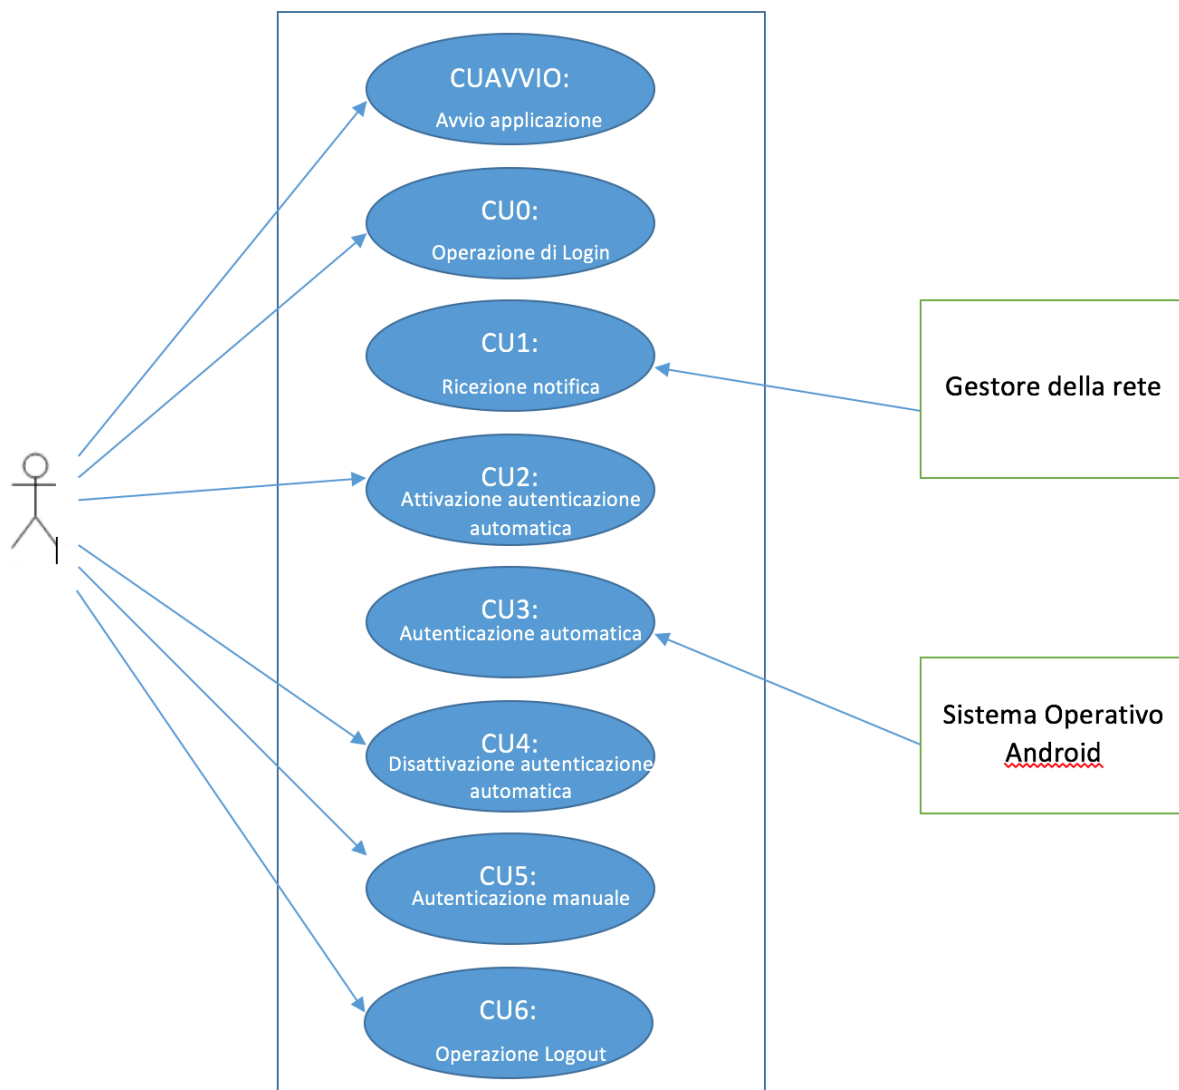 CUAVVIO:
Avvio applicazione
CU0:
Operazione di Login
CU1:
Ricezione notifica
CU2:
Attivazione autenticazione
automatica
CU3:
Autenticazione automatica
CU4:
Disattivazione autenticazione
automatica
CU5:
Autenticazione manuale
CU6:
Operazione Logout
Gestore della rete
Sistema Operativo
Android